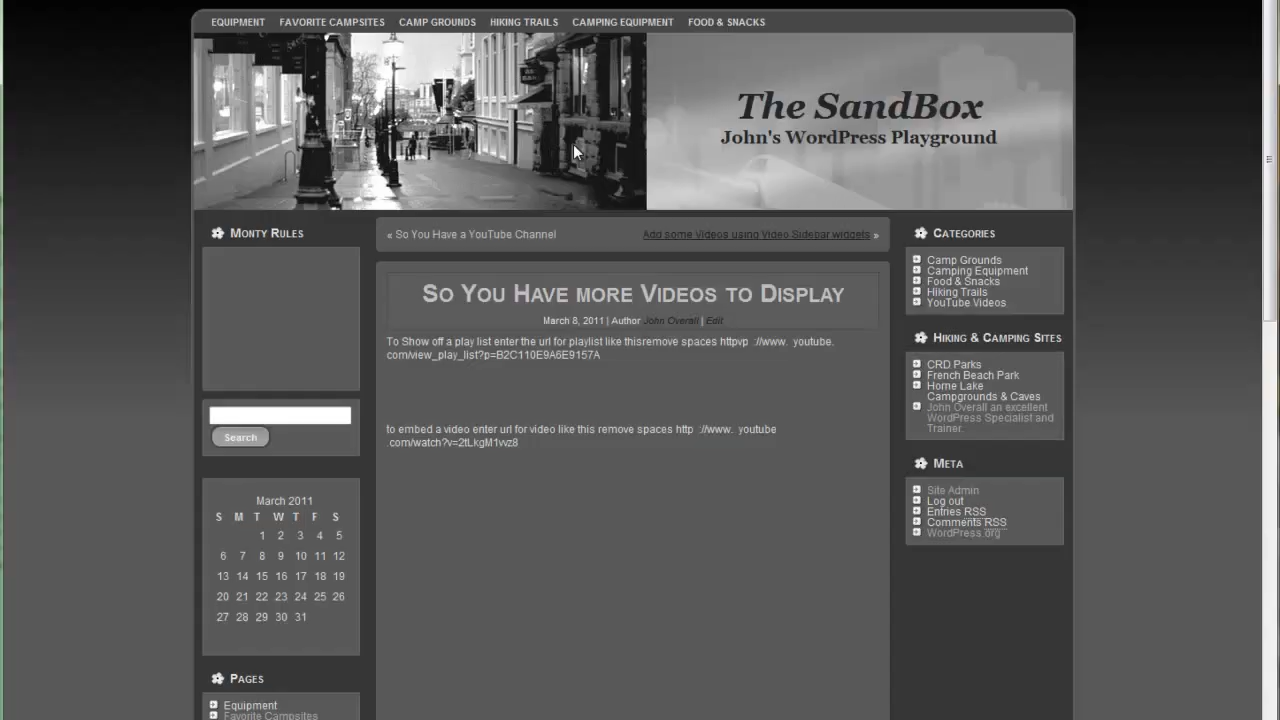 EQUIPMENT FAVORITE CAMPSITES CAMP GROUNDS HIKING TRAILS CAMPING EQUIPMENT FOOD & SNACKS
The SandBox
John's WordPress Playground
Monty Rules
Search
March 2011
S M T W T F S
1 2 3 4 5
6 7 8 9 10 11 12
13 14 15 16 17 18 19
20 21 22 23 24 25 26
27 28 29 30 31
Pages
Equipment
Favorite Campsites
« So You Have a YouTube Channel
Add some Videos using Video Sidebar widgets »
So You Have more Videos to Display
March 8, 2011 | Author John Overall | Edit
To Show off a play list enter the url for playlist like thisremove spaces httpvp ://www. youtube.
com/view_play_list?p=B2C110E9A6E9157A
to embed a video enter url for video like this remove spaces http ://www. youtube
.com/watch?v=2tLkgM1vvz8
Categories
Camp Grounds
Camping Equipment
Food & Snacks
Hiking Trails
YouTube Videos
Hiking & Camping Sites
CRD Parks
French Beach Park
Home Lake
Campgrounds & Caves
John Overall an excellent
WordPress Specialist and
Trainer.
Meta
Site Admin
Log out
Entries RSS
Comments RSS
WordPress.org